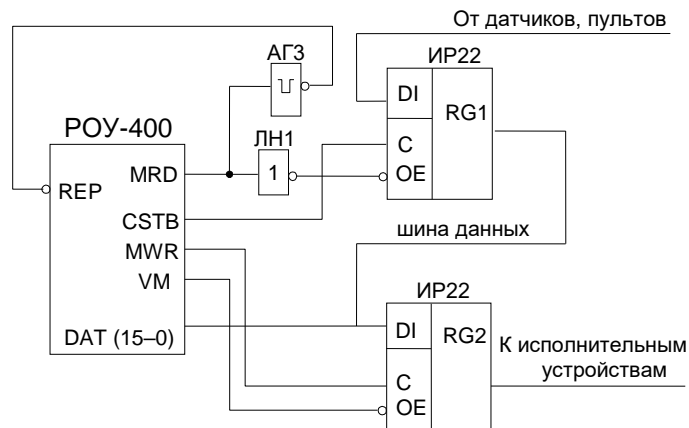 От датчиков, пультов
АГ3
ИР22
DI
RG1
РОУ-400
ЛН1
C
MRD
1
OE
REP
CSTB
шина данных
MWR
VM
ИР22
DAT (15–0)
DI
RG2
К исполнительным
устройствам
C
OE